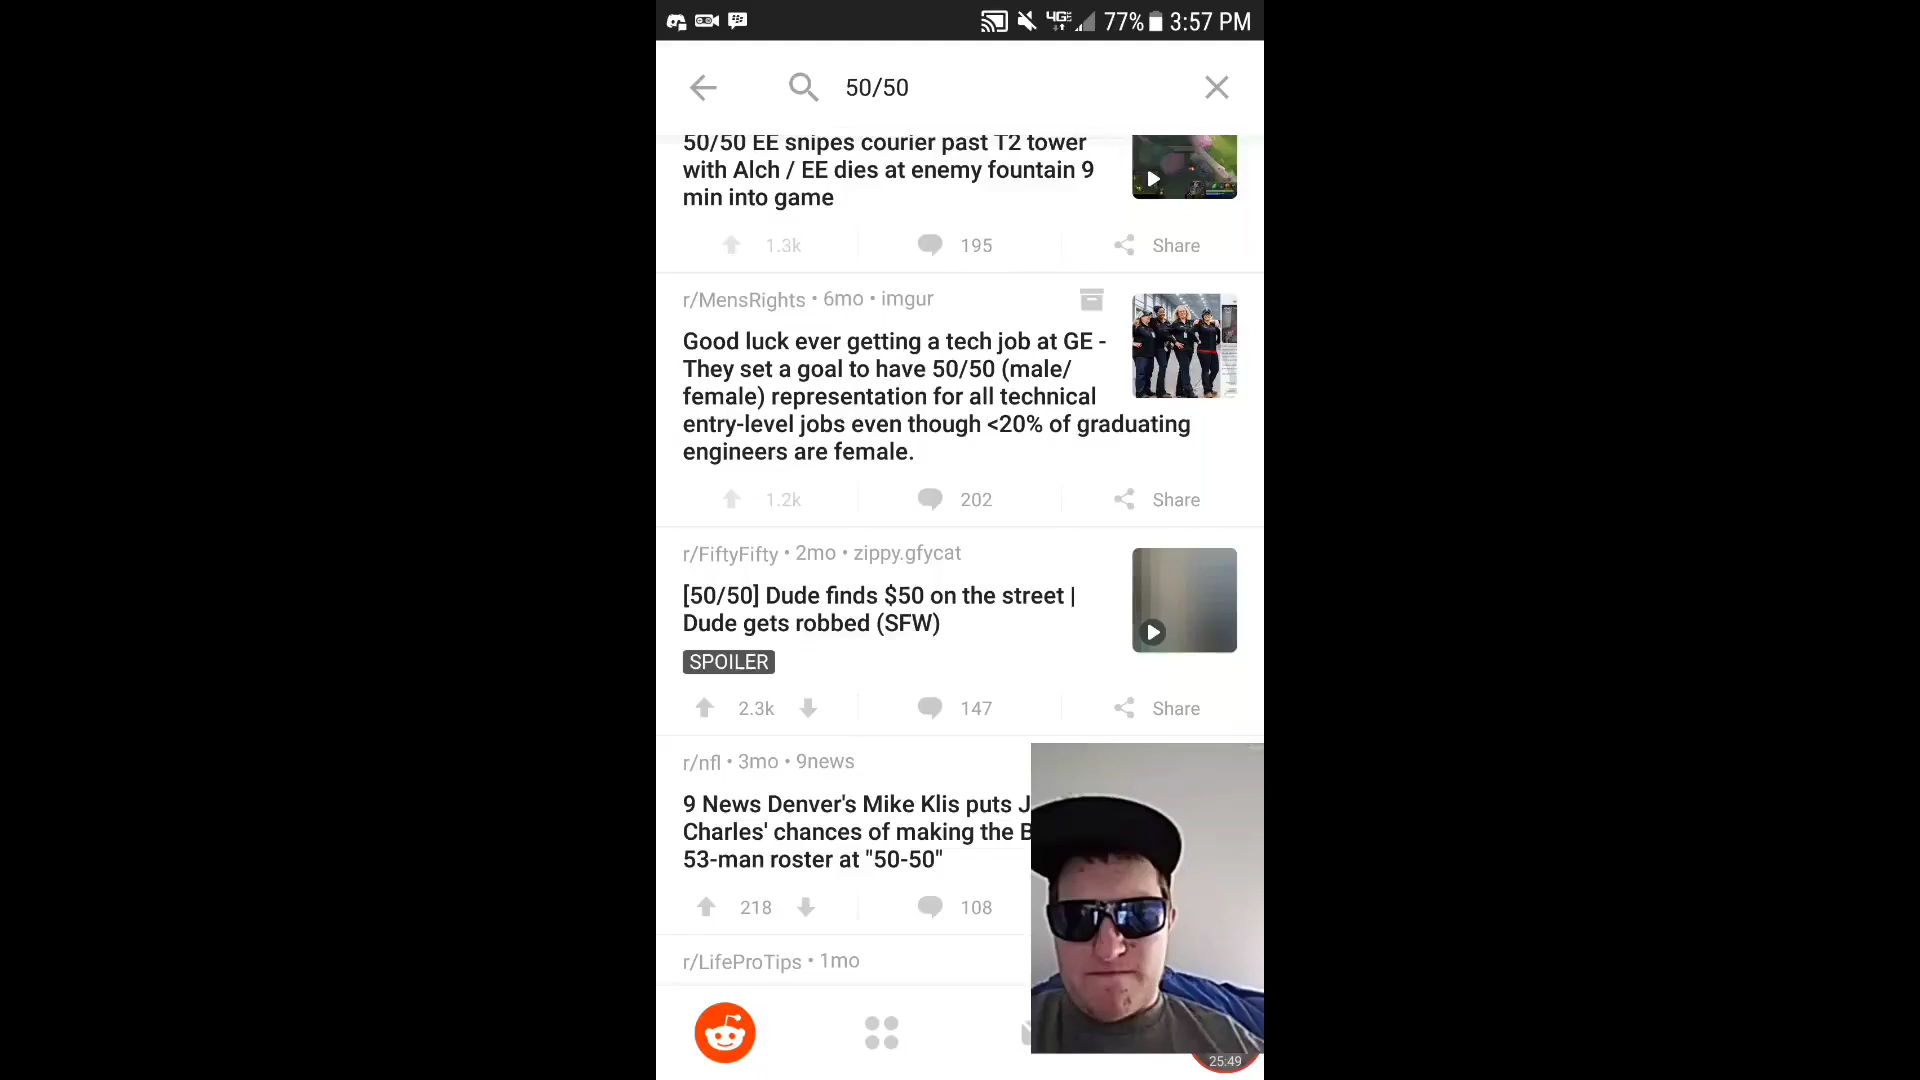 4GE 77% 3:57 PM
50/50
50/50 EE snipes courier past T2 tower
with Alch / EE dies at enemy fountain 9
min into game
1.3k 195 Share
r/MensRights • 6mo • imgur
Good luck ever getting a tech job at GE -
They set a goal to have 50/50 (male/
female) representation for all technical
entry-level jobs even though <20% of graduating
engineers are female.
1.2k 202 Share
r/FiftyFifty • 2mo • zippy.gfycat
[50/50] Dude finds $50 on the street |
Dude gets robbed (SFW)
SPOILER
2.3k 147 Share
r/nfl • 3mo • 9news
9 News Denver's Mike Klis puts J
Charles' chances of making the B
53-man roster at "50-50"
218 108
r/LifeProTips • 1mo
25:49